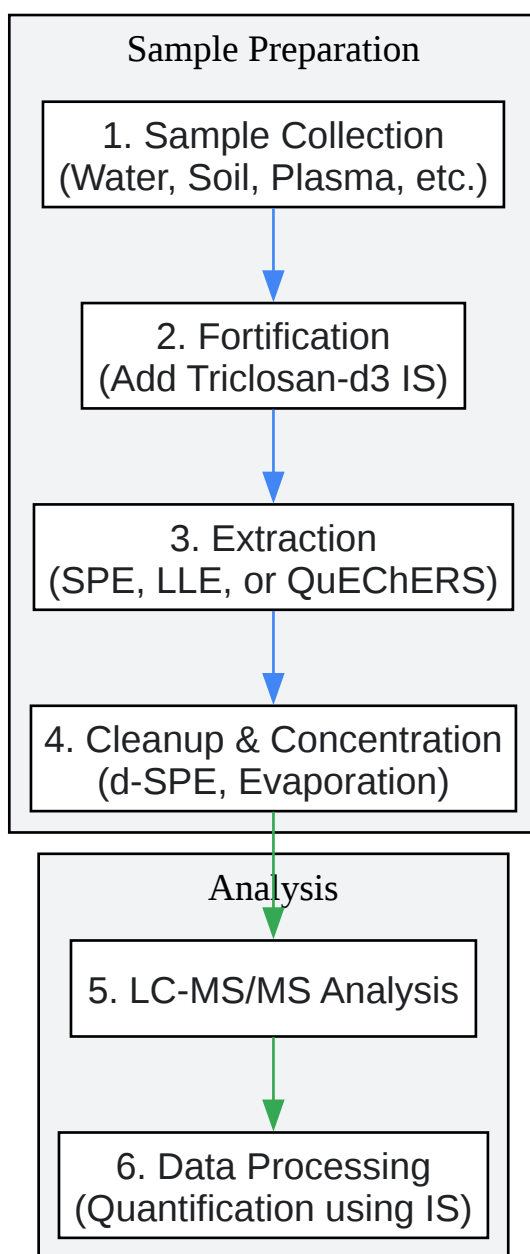 Sample Preparation
1. Sample Collection
(Water, Soil, Plasma, etc.)
2. Fortification
(Add Triclosan-d3 IS)
3. Extraction
(SPE, LLE, or QuEChERS)
4. Cleanup & Concentration
(d-SPE, Evaporation)
Analysis
5. LC-MS/MS Analysis
6. Data Processing
(Quantification using IS)